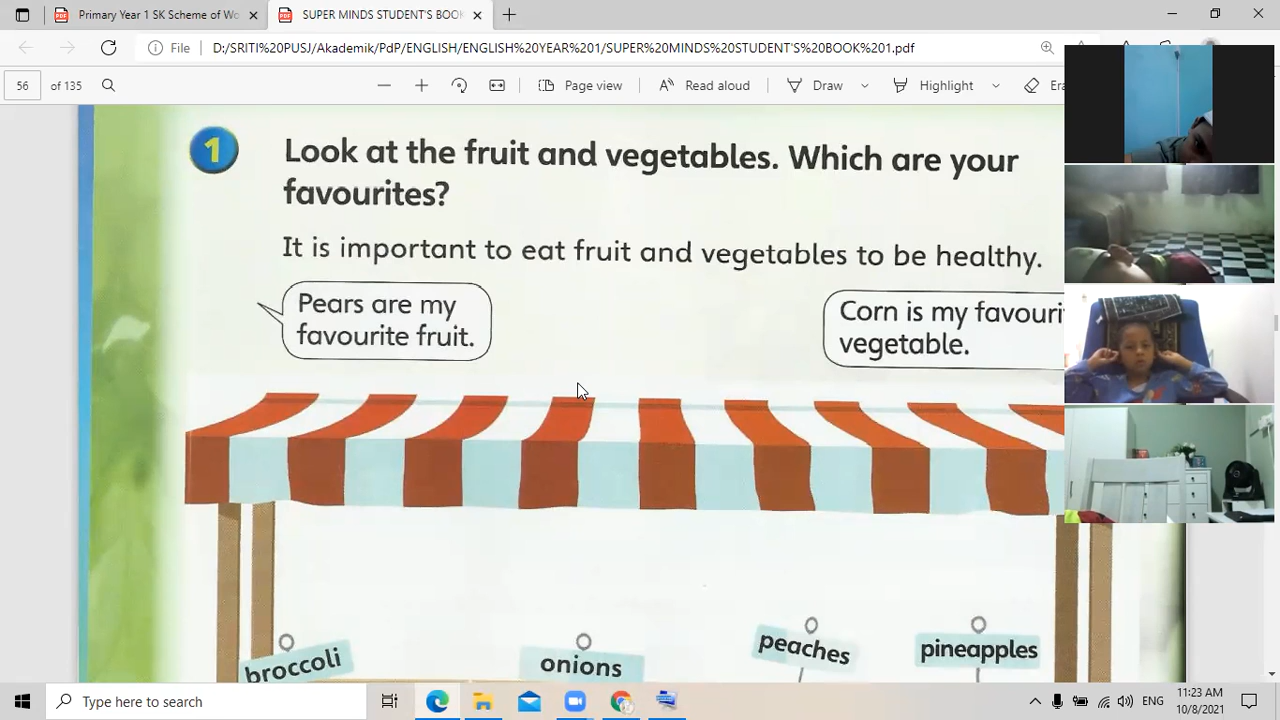 Primary Year 1 SK Scheme of Wo
SUPER MINDS STUDENT'S BOOK
File
D:/SRITI%20PUSJ/Akademik/PdP/ENGLISH/ENGLISH%20YEAR%201/SUPER%20MINDS%20STUDENT'S%20BOOK%201.pdf
56 of 135
Page view
Read aloud
Draw
Highlight
Era
1 Look at the fruit and vegetables. Which are your
favourites?
It is important to eat fruit and vegetables to be healthy.
Pears are my
favourite fruit.
Corn is my favouri
vegetable.
broccoli
onions
peaches
pineapples
Type here to search
ENG
11:23 AM
10/8/2021